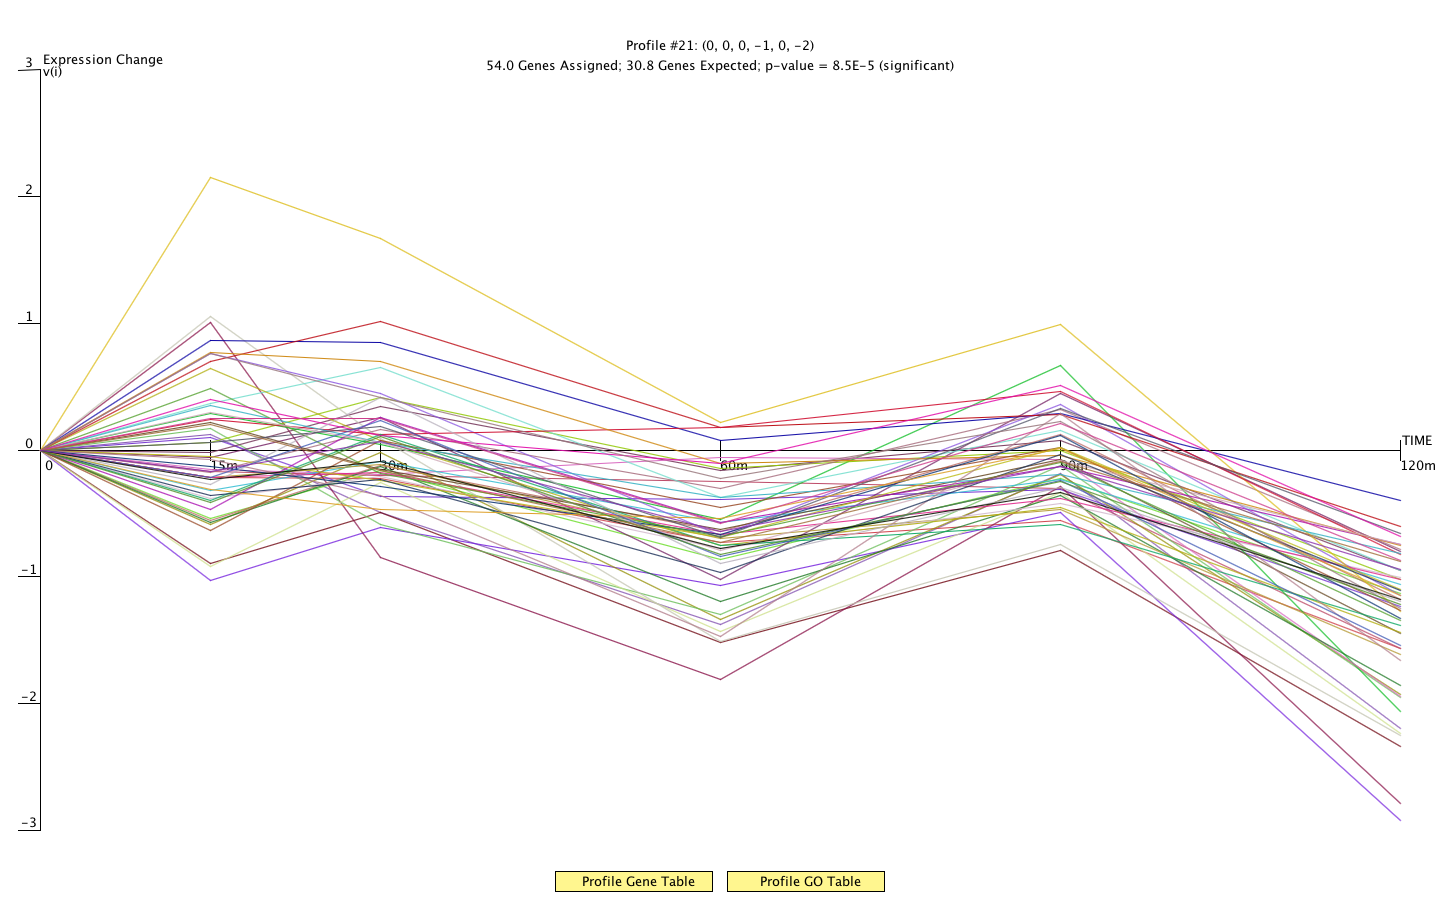 Profile #21: (0, 0, 0, -1, 0, -2)
54.0 Genes Assigned; 30.8 Genes Expected; p-value = 8.5E-5 (significant)
Expression Change
v(i)
3
2
1
0
-1
-2
-3
0
15m
30m
60m
90m
120m
TIME
Profile Gene Table
Profile GO Table